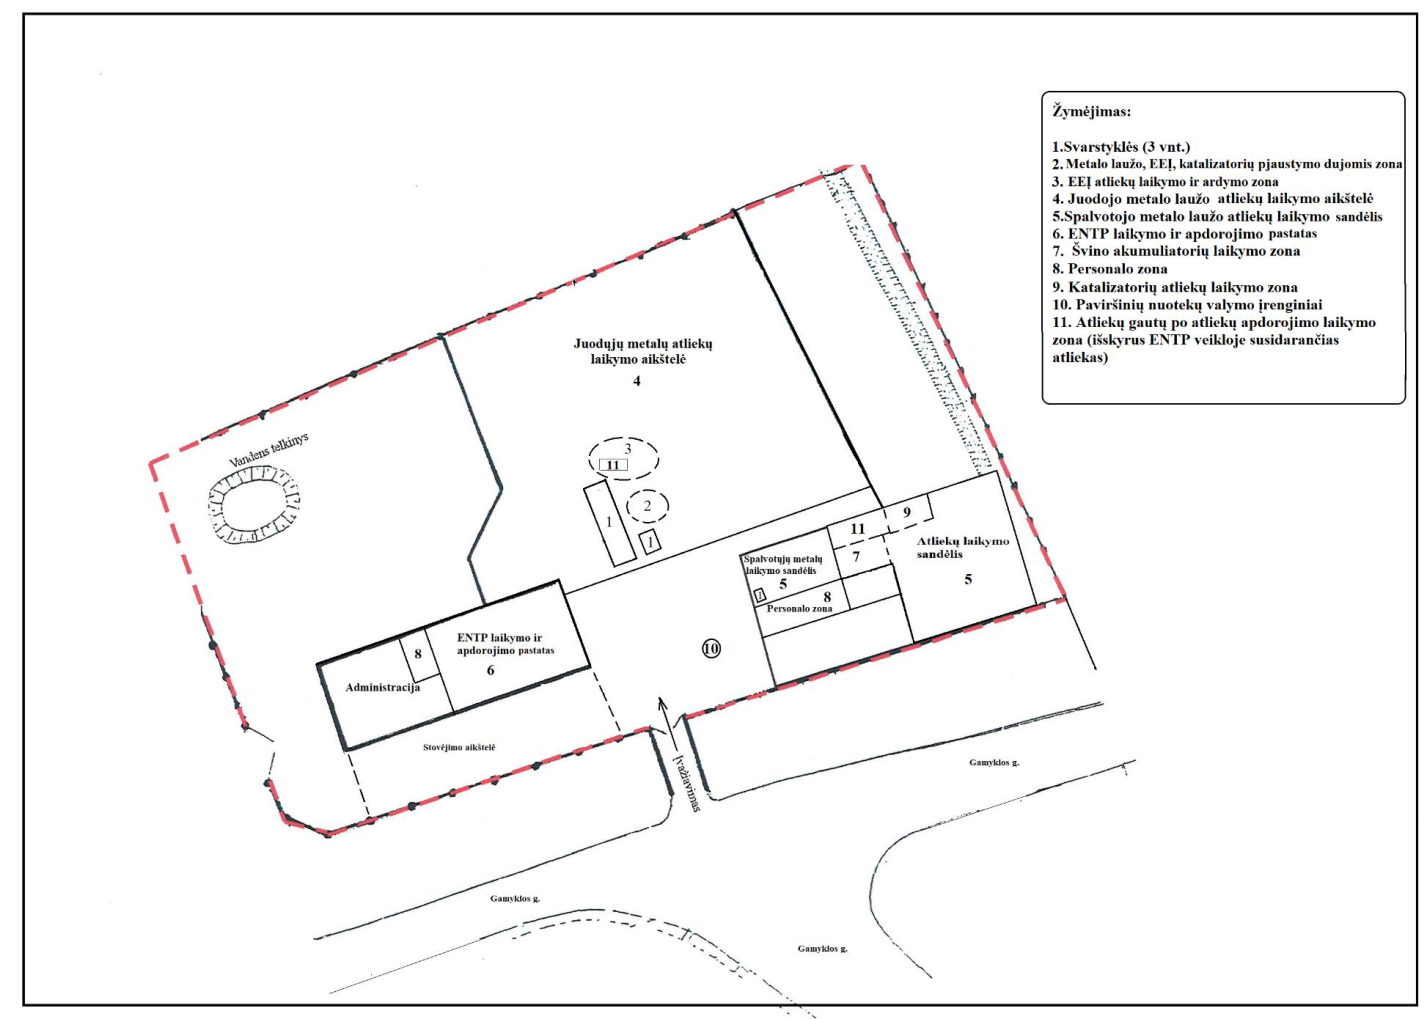 Žymėjimas:
1.Svarstyklės (3 vnt.)
2. Metalo laužo, EEĮ, katalizatorių pjaustymo dujomis zona
3. EEĮ atliekų laikymo ir ardymo zona
4. Juodojo metalo laužo atliekų laikymo aikštelė
5.Spalvotojo metalo laužo atliekų laikymo sandėlis
6. ENTP laikymo ir apdorojimo pastatas
7. Švino akumuliatorių laikymo zona
8. Personalo zona
9. Katalizatorių atliekų laikymo zona
10. Paviršinių nuotekų valymo įrenginiai
11. Atliekų gautų po atliekų apdorojimo laikymo
zona (išskyrus ENTP veikloje susidarančias
atliekas)
Juodųjų metalų atliekų
laikymo aikštelė
4
Vandens telkinys
3
11
2
1
1
11
9
Atliekų laikymo
sandėlis
5
Spalvotųjų metalų
laikymo sandėlis
5
7
1
8
Personalo zona
10
ENTP laikymo ir
apdorojimo pastatas
6
8
Administracija
Stovėjimo aikštelė
Įvažiavimas
Gamyklos g.
Gamyklos g.
Gamyklos g.